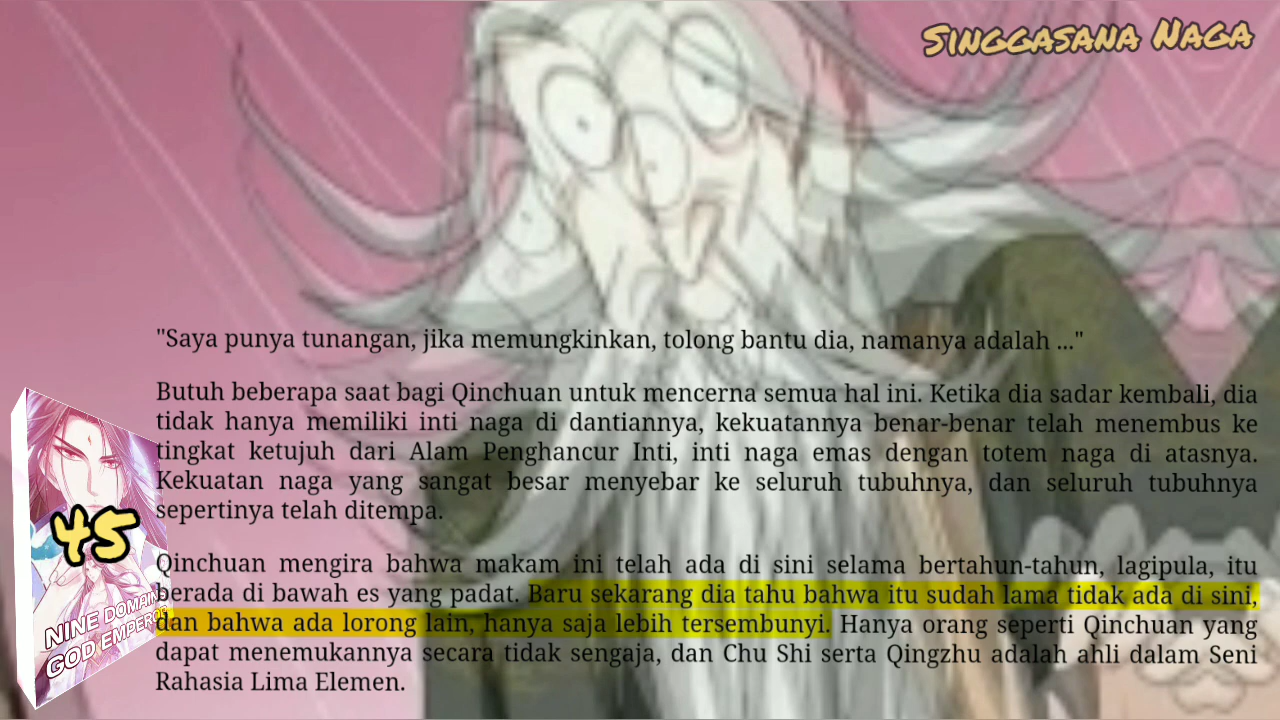 Singgasana Naga
"Saya punya tunangan, jika memungkinkan, tolong bantu dia, namanya adalah ..."
Butuh beberapa saat bagi Qinchuan untuk mencerna semua hal ini. Ketika dia sadar kembali, dia
tidak hanya memiliki inti naga di dantiannya, kekuatannya benar-benar telah menembus ke
tingkat ketujuh dari Alam Penghancur Inti, inti naga emas dengan totem naga di atasnya.
Kekuatan naga yang sangat besar menyebar ke seluruh tubuhnya, dan seluruh tubuhnya
sepertinya telah ditempa.
Qinchuan mengira bahwa makam ini telah ada di sini selama bertahun-tahun, lagipula, itu
berada di bawah es yang padat. Baru sekarang dia tahu bahwa itu sudah lama tidak ada di sini,
dan bahwa ada lorong lain, hanya saja lebih tersembunyi. Hanya orang seperti Qinchuan yang
dapat menemukannya secara tidak sengaja, dan Chu Shi serta Qingzhu adalah ahli dalam Seni
Rahasia Lima Elemen.
45
NINE DOMAIN
GOD EMPEROR